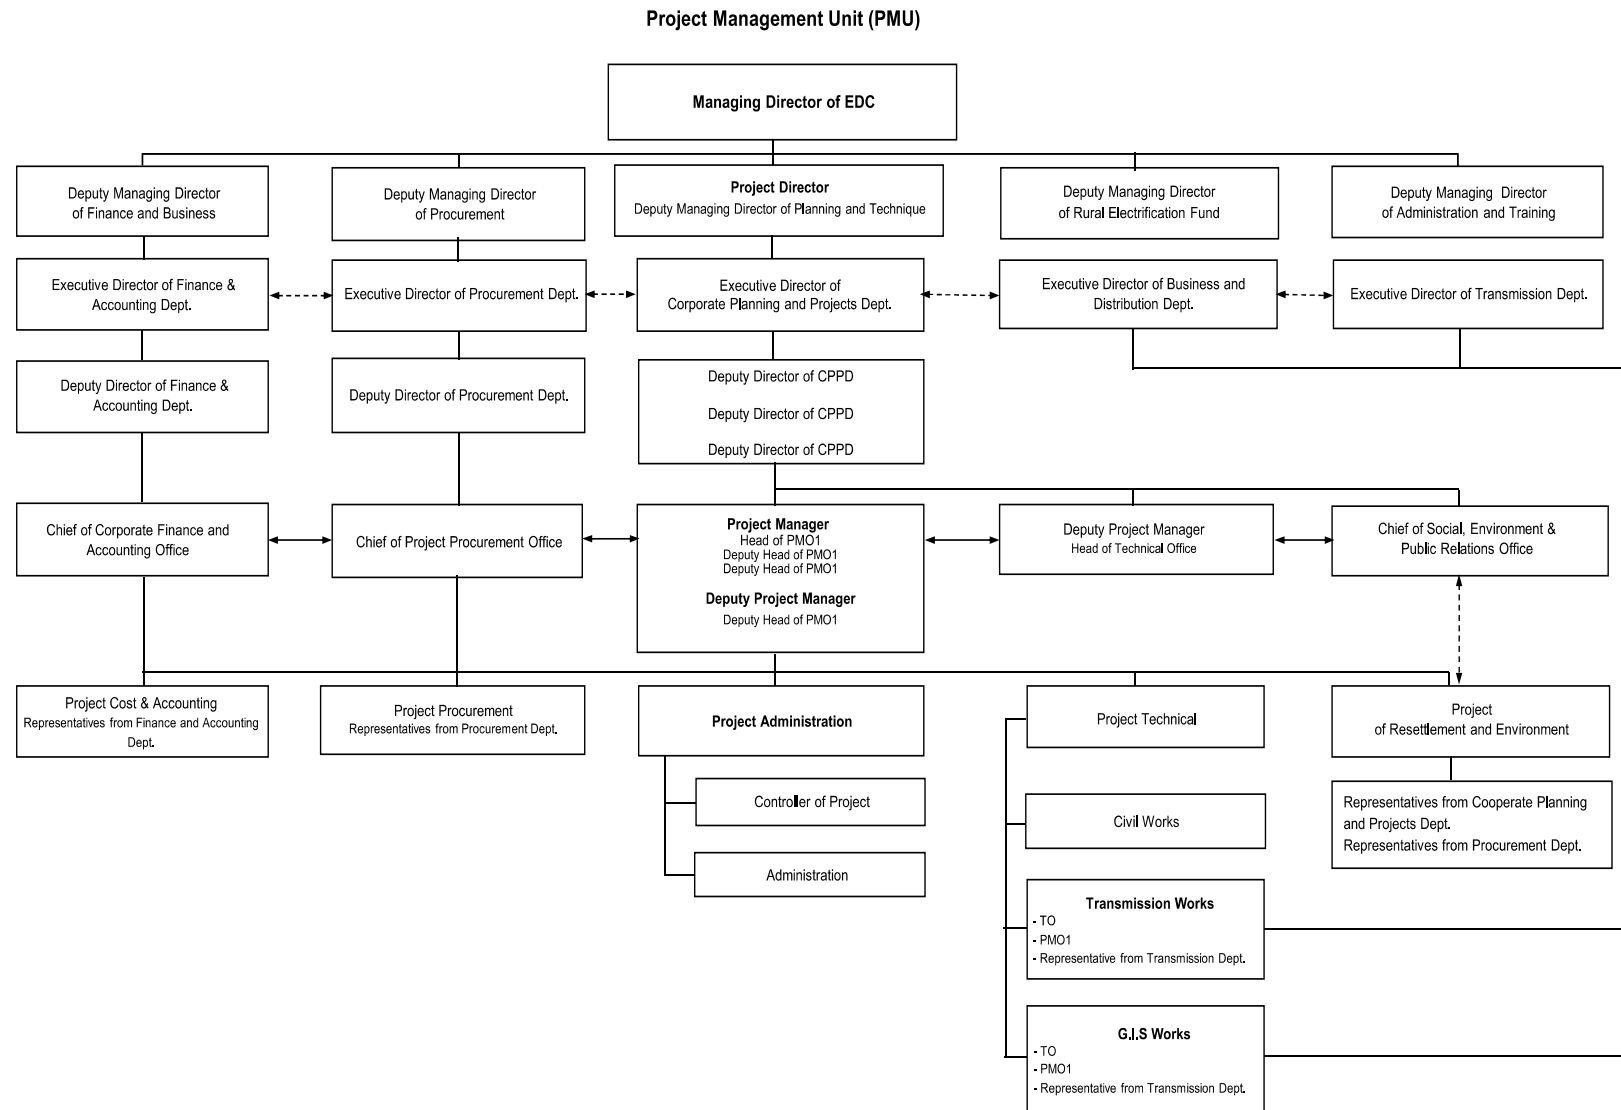 Project Management Unit (PMU)
Managing Director of EDC
Deputy Managing Director
of Finance and Business
Deputy Managing Director
of Procurement
Project Director
Deputy Managing Director of Planning and Technique
Deputy Managing Director
of Rural Electrification Fund
Deputy Managing Director
of Administration and Training
Executive Director of Finance &
Accounting Dept.
Executive Director of Procurement Dept.
Executive Director of
Corporate Planning and Projects Dept.
Executive Director of Business and
Distribution Dept.
Executive Director of Transmission Dept.
Deputy Director of Finance &
Accounting Dept.
Deputy Director of Procurement Dept.
Deputy Director of CPPD
Deputy Director of CPPD
Deputy Director of CPPD
Chief of Corporate Finance and
Accounting Office
Chief of Project Procurement Office
Project Manager
Head of PMO1
Deputy Head of PMO1
Deputy Head of PMO1
Deputy Project Manager
Deputy Head of PMO1
Deputy Project Manager
Head of Technical Office
Chief of Social, Environment &
Public Relations Office
Project Cost & Accounting
Representatives from Finance and Accounting
Dept.
Project Procurement
Representatives from Procurement Dept.
Project Administration
Controller of Project
Administration
Project Technical
Civil Works
Transmission Works
- TO
- PMO1
- Representative from Transmission Dept.
G.I.S Works
- TO
- PMO1
- Representative from Transmission Dept.
Project
of Resettlement and Environment
Representatives from Cooperate Planning
and Projects Dept.
Representatives from Procurement Dept.